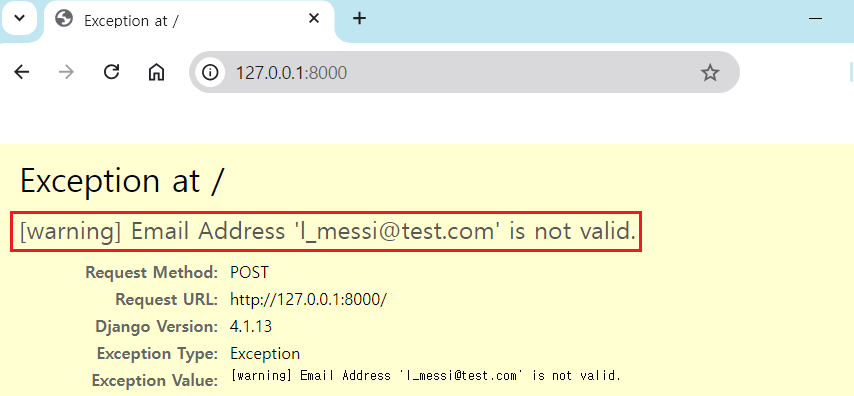 Exception at /
127.0.0.1:8000
Exception at /
[warning] Email Address 'l_messi@test.com' is not valid.
Request Method: POST
Request URL: http://127.0.0.1:8000/
Django Version: 4.1.13
Exception Type: Exception
Exception Value: [warning] Email Address 'l_messi@test.com' is not valid.